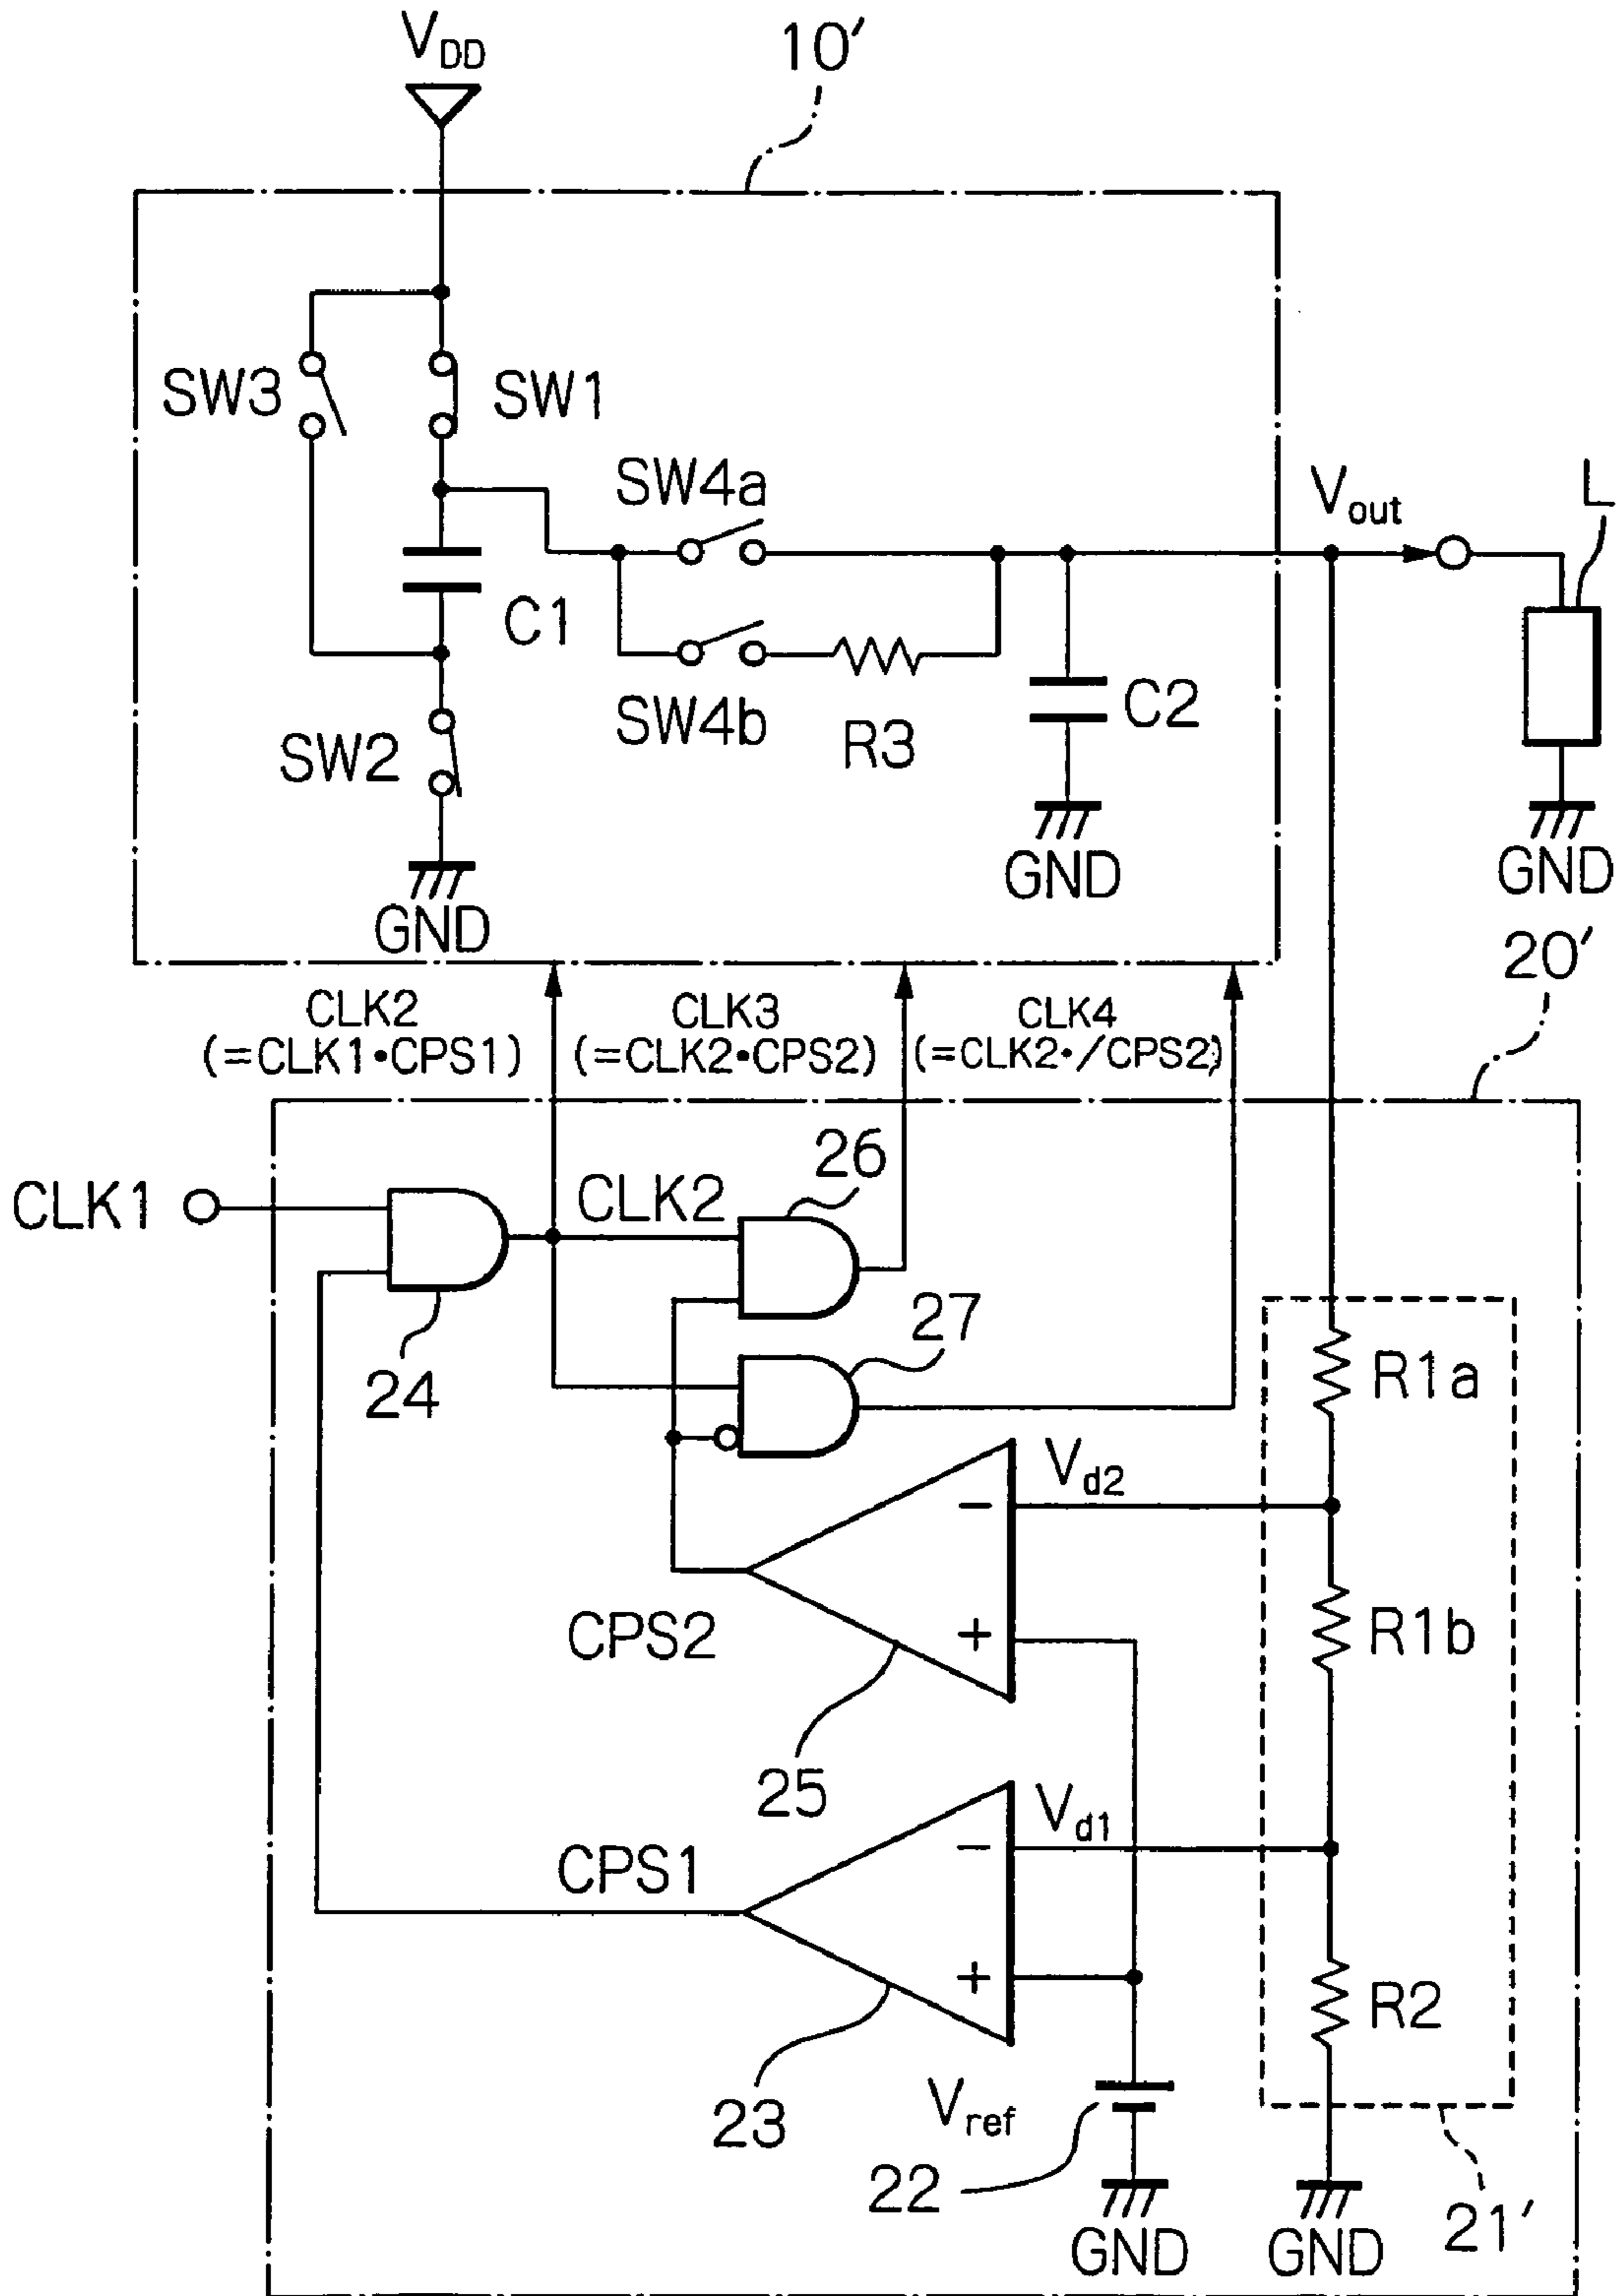 VDD
10′
SW3
SW1
SW4a
Vout
L
C1
SW4b
R3
C2
SW2
GND
GND
GND
20′
CLK2
(=CLK1•CPS1)
CLK3
(=CLK2•CPS2)
CLK4
(=CLK2•/CPS2)
CLK1
CLK2
26
24
27
R1a
Vd2
−
+
CPS2
R1b
25
Vd1
−
+
CPS1
R2
23
Vref
22
GND
GND
21′